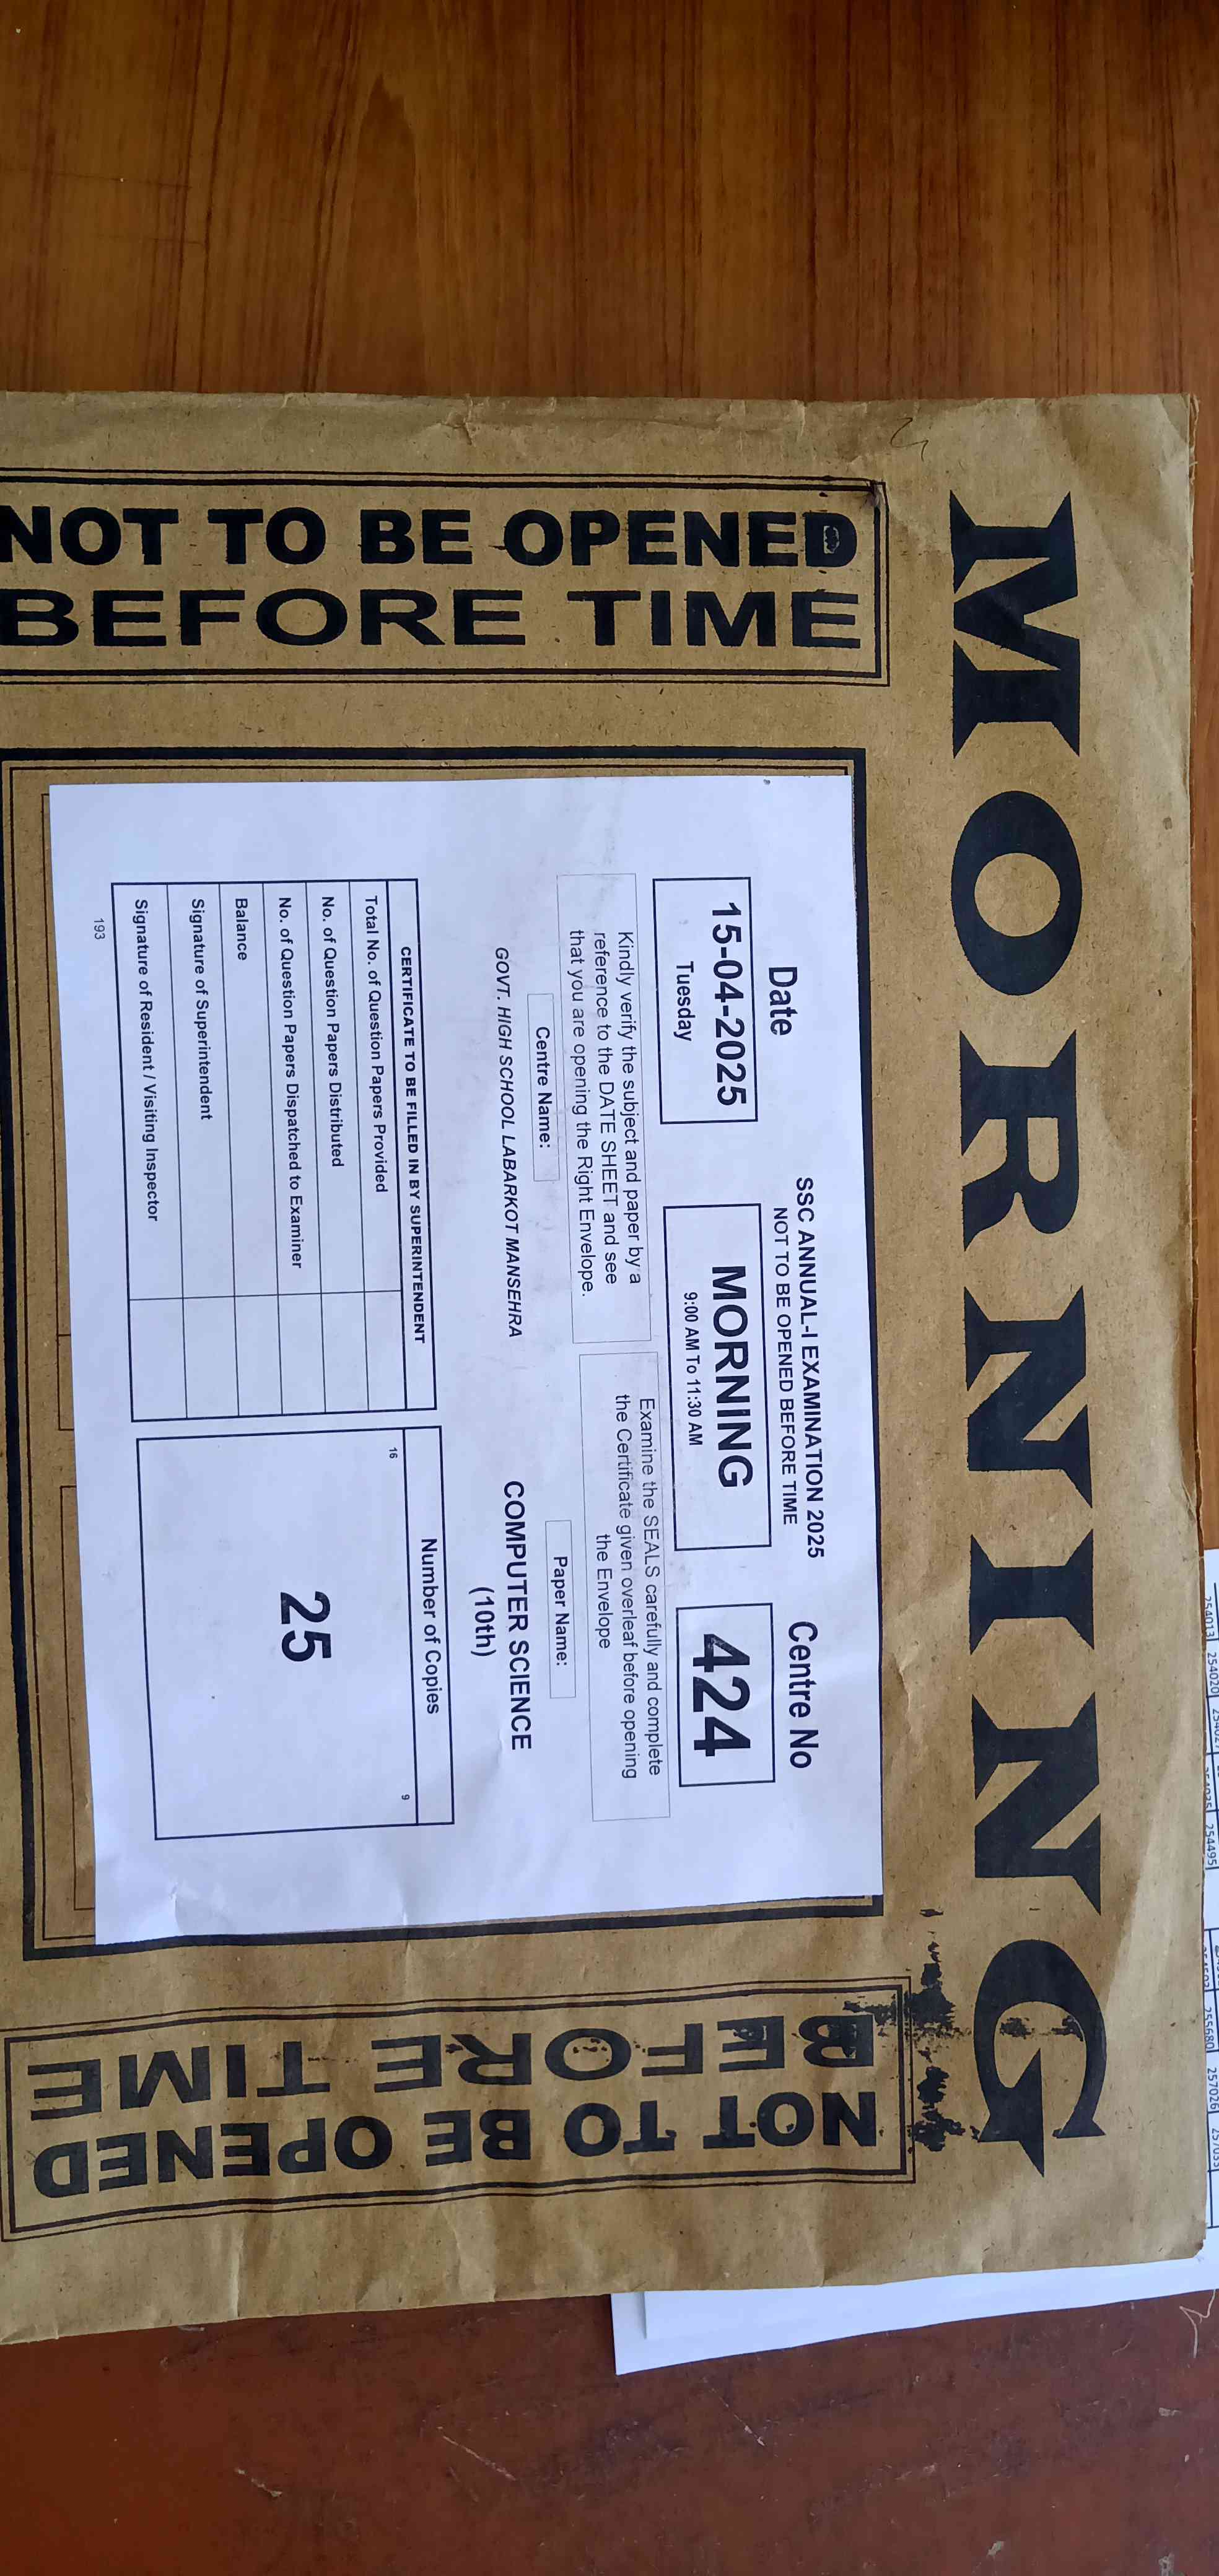 MORNING
NOT TO BE OPENED
BEFORE TIME
SSC ANNUAL-I EXAMINATION 2025
NOT TO BE OPENED BEFORE TIME
Date
15-04-2025
Tuesday
MORNING
9:00 AM To 11:30 AM
Centre No
424
Kindly verify the subject and paper by a
reference to the DATE SHEET and see
that you are opening the Right Envelope.
Examine the SEALS carefully and complete
the Certificate given overleaf before opening
the Envelope
Centre Name:
GOVT. HIGH SCHOOL LABARKOT MANSEHRA
Paper Name:
COMPUTER SCIENCE
(10th)
CERTIFICATE TO BE FILLED IN BY SUPERINTENDENT
Total No. of Question Papers Provided
No. of Question Papers Distributed
No. of Question Papers Dispatched to Examiner
Balance
Signature of Superintendent
Signature of Resident / Visiting Inspector
193
Number of Copies
16
9
25
NOT TO BE OPENED
BEFORE TIME
254013
254020
254495
255680
257026